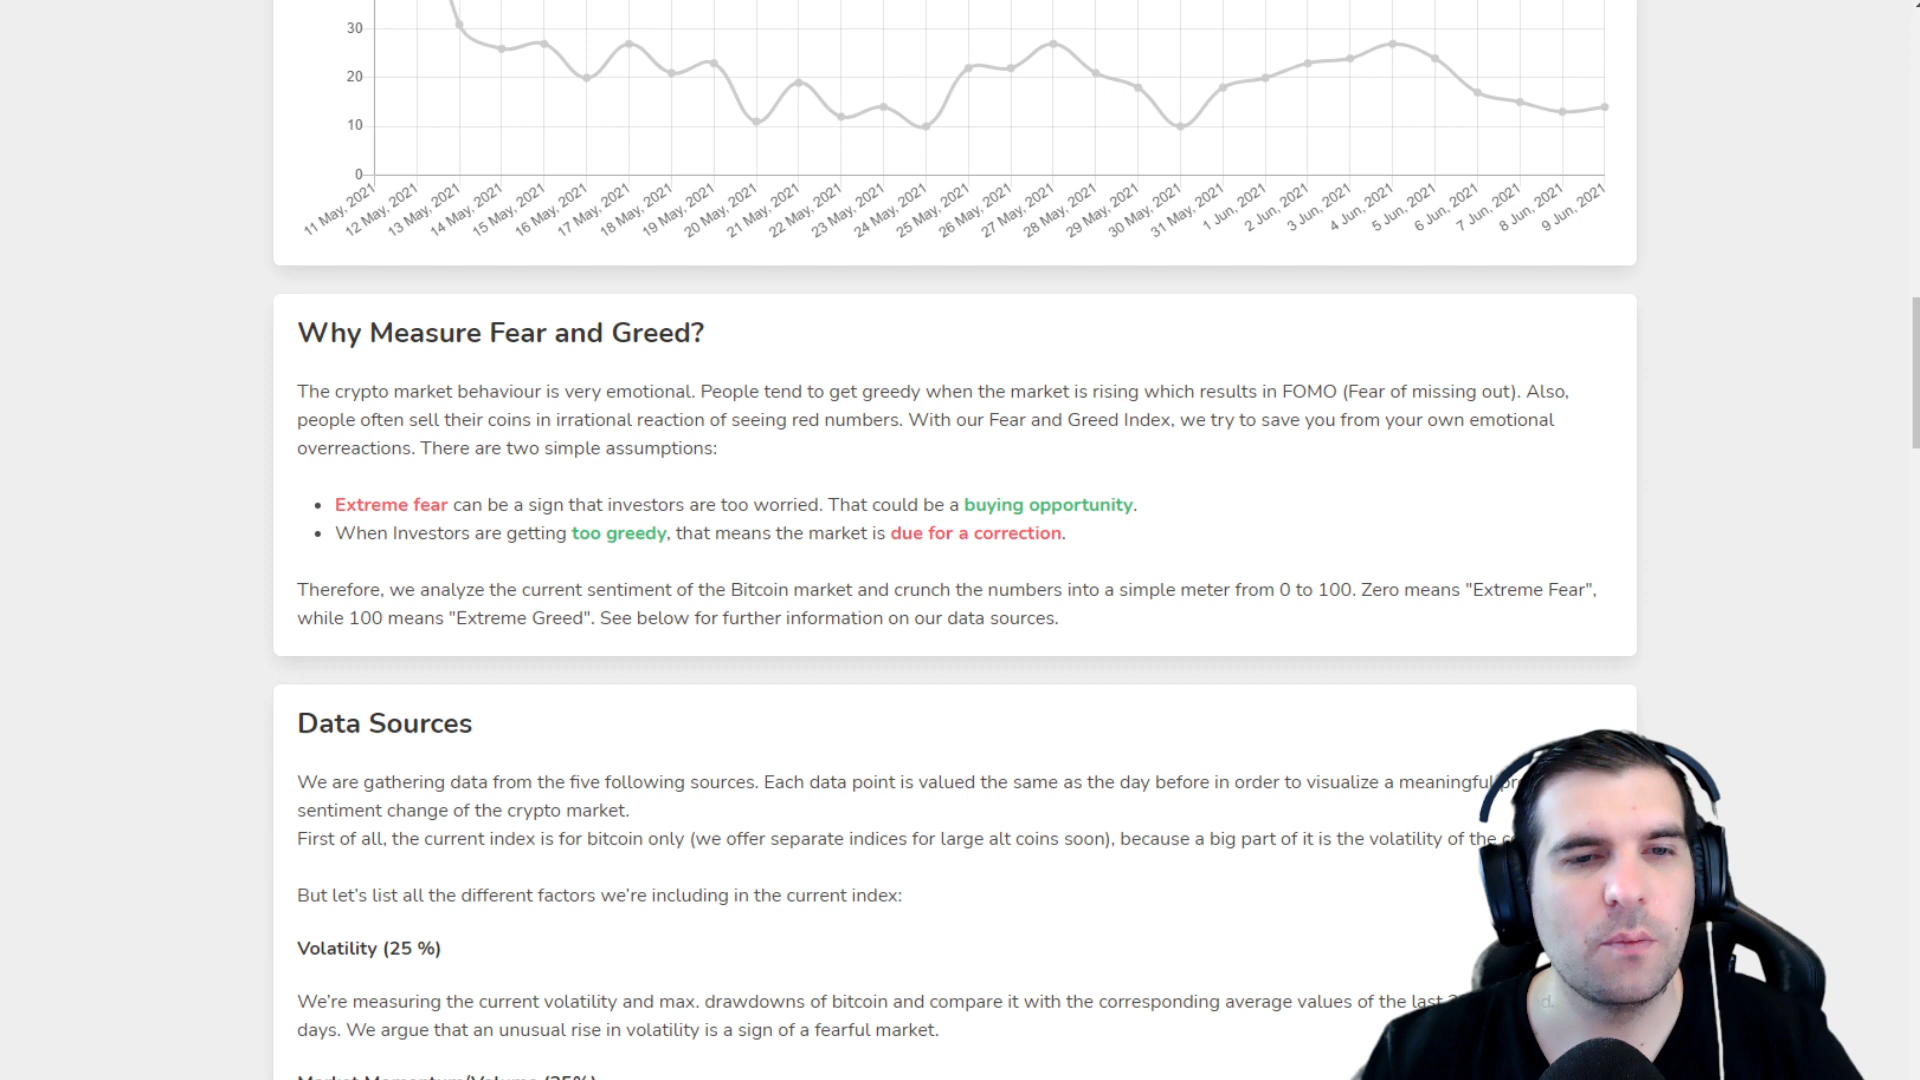 30
20
10
0
11 May, 2021
12 May, 2021
13 May, 2021
14 May, 2021
15 May, 2021
16 May, 2021
17 May, 2021
18 May, 2021
19 May, 2021
20 May, 2021
21 May, 2021
22 May, 2021
23 May, 2021
24 May, 2021
25 May, 2021
26 May, 2021
27 May, 2021
28 May, 2021
29 May, 2021
30 May, 2021
31 May, 2021
1 Jun, 2021
2 Jun, 2021
3 Jun, 2021
4 Jun, 2021
5 Jun, 2021
6 Jun, 2021
7 Jun, 2021
8 Jun, 2021
9 Jun, 2021
Why Measure Fear and Greed?
The crypto market behaviour is very emotional. People tend to get greedy when the market is rising which results in FOMO (Fear of missing out). Also,
people often sell their coins in irrational reaction of seeing red numbers. With our Fear and Greed Index, we try to save you from your own emotional
overreactions. There are two simple assumptions:
• Extreme fear can be a sign that investors are too worried. That could be a buying opportunity.
• When Investors are getting too greedy, that means the market is due for a correction.
Therefore, we analyze the current sentiment of the Bitcoin market and crunch the numbers into a simple meter from 0 to 100. Zero means "Extreme Fear",
while 100 means "Extreme Greed". See below for further information on our data sources.
Data Sources
We are gathering data from the five following sources. Each data point is valued the same as the day before in order to visualize a meaningful
sentiment change of the crypto market.
First of all, the current index is for bitcoin only (we offer separate indices for large alt coins soon), because a big part of it is the volatility of the
But let's list all the different factors we're including in the current index:
Volatility (25 %)
We're measuring the current volatility and max. drawdowns of bitcoin and compare it with the corresponding average values of the last
days. We argue that an unusual rise in volatility is a sign of a fearful market.
Market Momentum/Volume (25%)